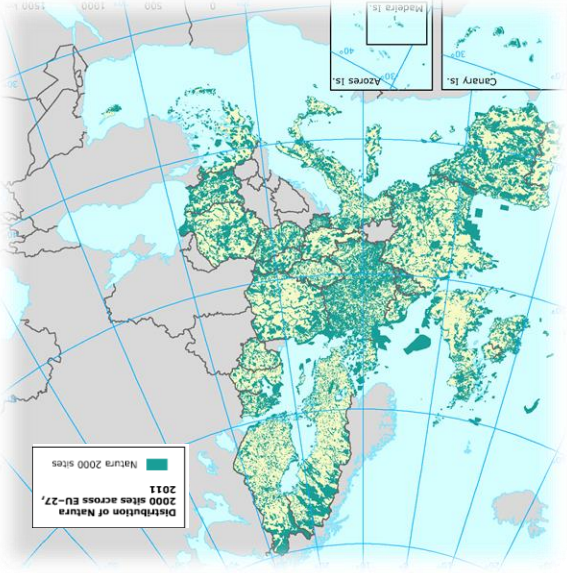 Distribution of Natura
2000 sites across EU-27,
2011
Natura 2000 sites
Canary Is.
Azores Is.
30°
30°
40°
Madeira Is.
0 500 1000 1500